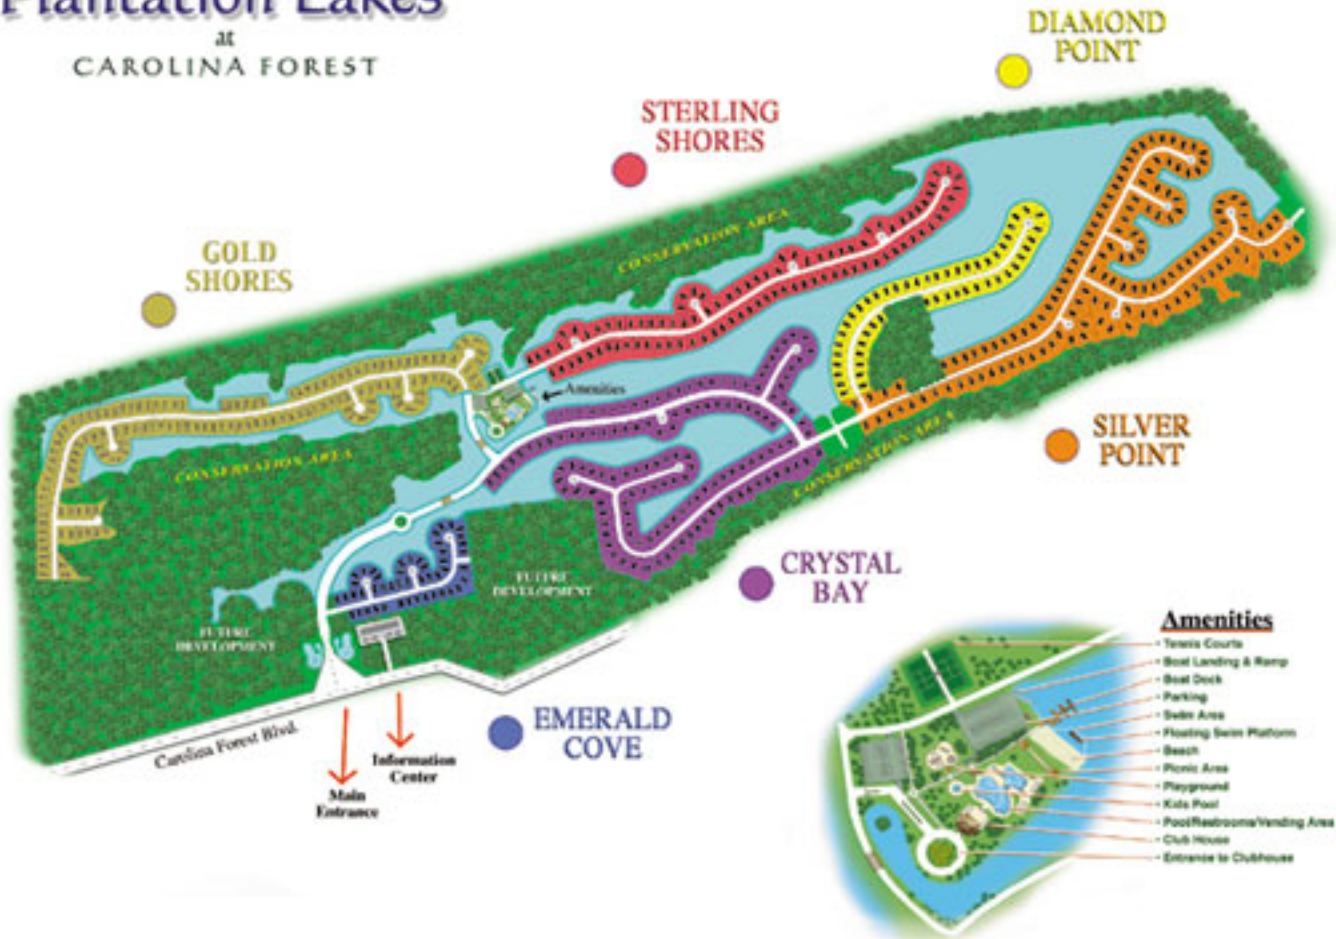 Plantation Lakes
at
CAROLINA FOREST
DIAMOND
POINT
STERLING
SHORES
GOLD
SHORES
CONSERVATION AREA
Amenities
CONSERVATION AREA
SILVER
POINT
CONSERVATION AREA
CRYSTAL
BAY
FUTURE
DEVELOPMENT
FUTURE
DEVELOPMENT
EMERALD
COVE
Carolina Forest Blvd.
Information
Center
Main
Entrance
Amenities
• Tennis Courts
• Boat Landing & Ramp
• Boat Dock
• Parking
• Swim Area
• Floating Swim Platform
• Beach
• Picnic Area
• Playground
• Kids Pool
• Pool/Restrooms/Vending Area
• Club House
• Entrance to Clubhouse